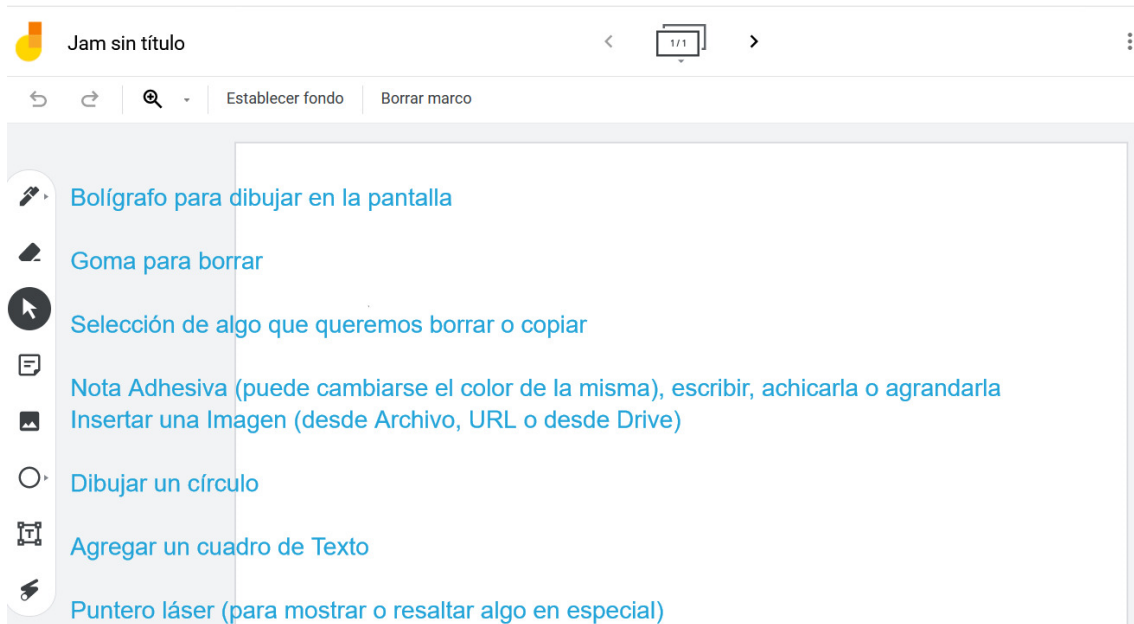 Jam sin título
1/1
Establecer fondo Borrar marco
Bolígrafo para dibujar en la pantalla
Goma para borrar
Selección de algo que queremos borrar o copiar
Nota Adhesiva (puede cambiarse el color de la misma), escribir, achicarla o agrandarla
Insertar una Imagen (desde Archivo, URL o desde Drive)
Dibujar un círculo
T
Agregar un cuadro de Texto
Puntero láser (para mostrar o resaltar algo en especial)